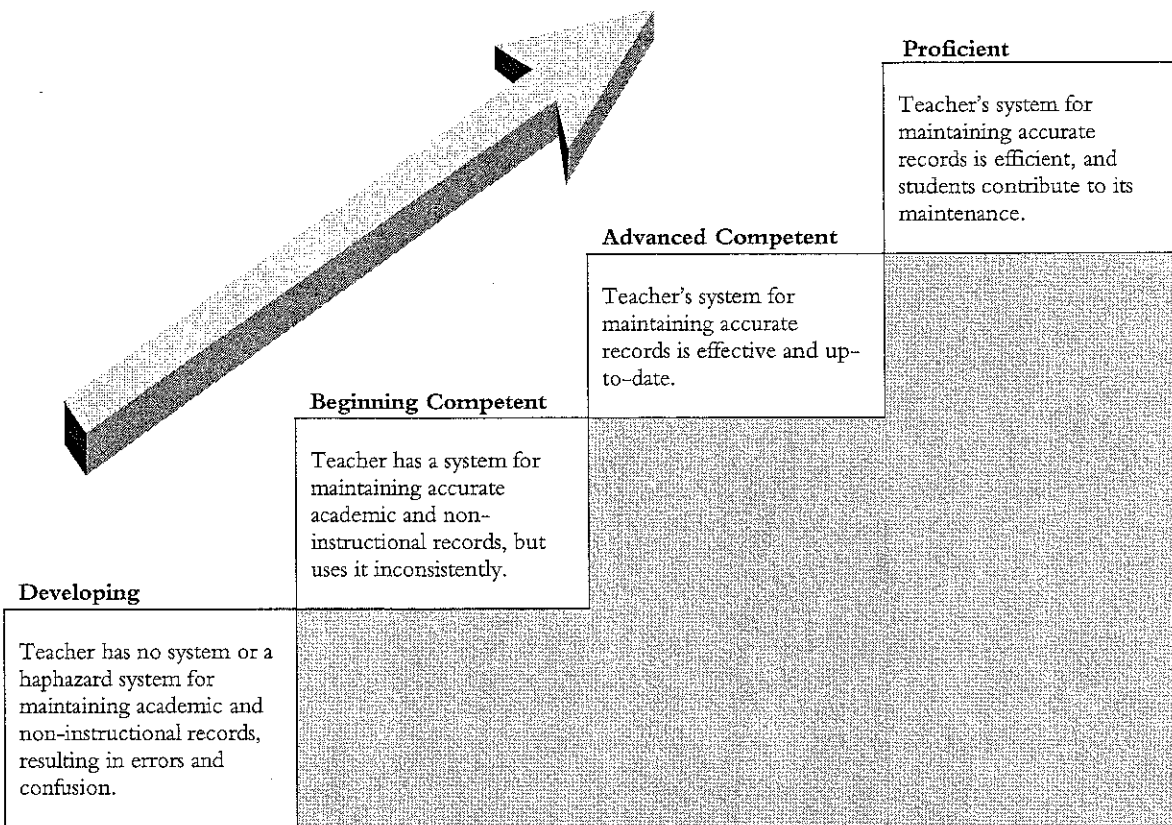 Proficient
Teacher's system for
maintaining accurate
records is efficient, and
students contribute to its
maintenance.
Advanced Competent
Teacher's system for
maintaining accurate
records is effective and up-
to-date.
Beginning Competent
Teacher has a system for
maintaining accurate
academic and non-
instructional records, but
uses it inconsistently.
Developing
Teacher has no system or a
haphazard system for
maintaining academic and
non-instructional records,
resulting in errors and
confusion.